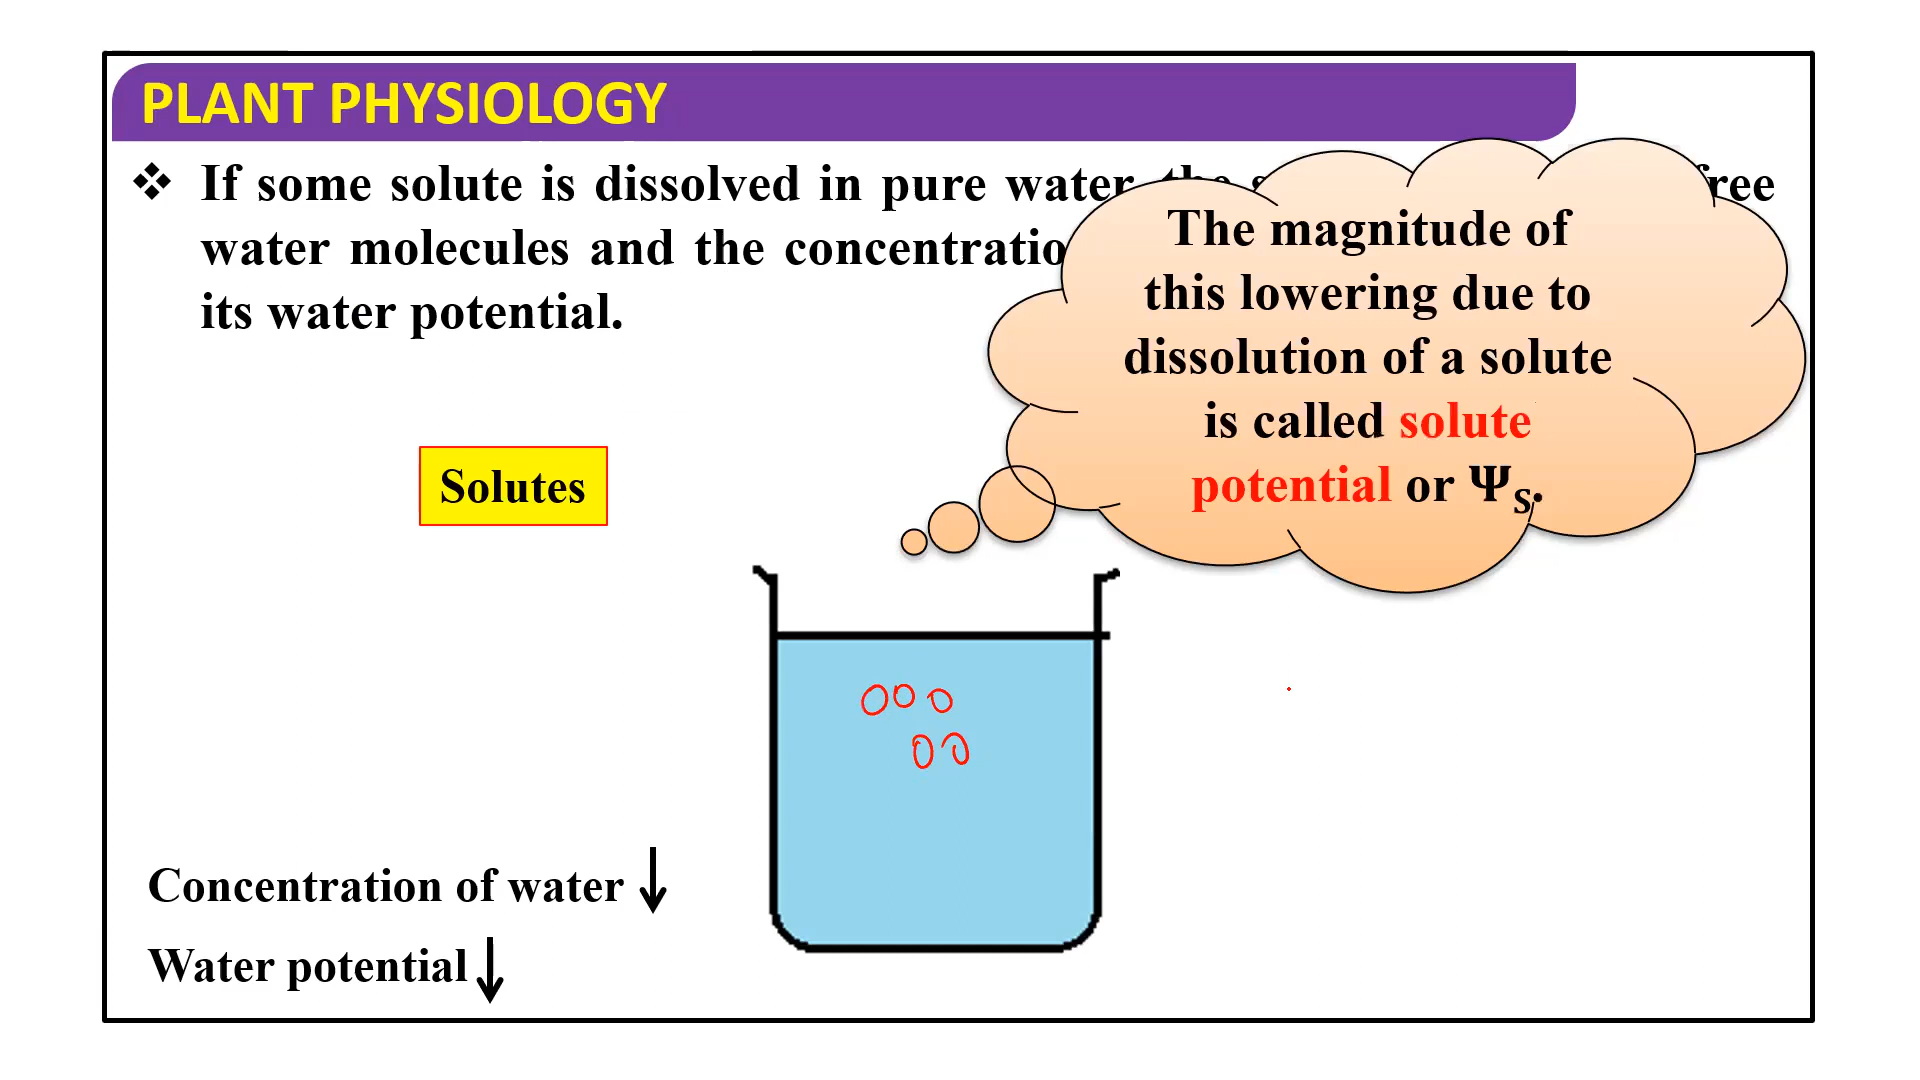 PLANT PHYSIOLOGY
❖ If some solute is dissolved in pure water, the free
water molecules and the concentratio
its water potential.
The magnitude of
this lowering due to
dissolution of a solute
is called solute
potential or Ψs.
Solutes
Concentration of water ↓
Water potential ↓